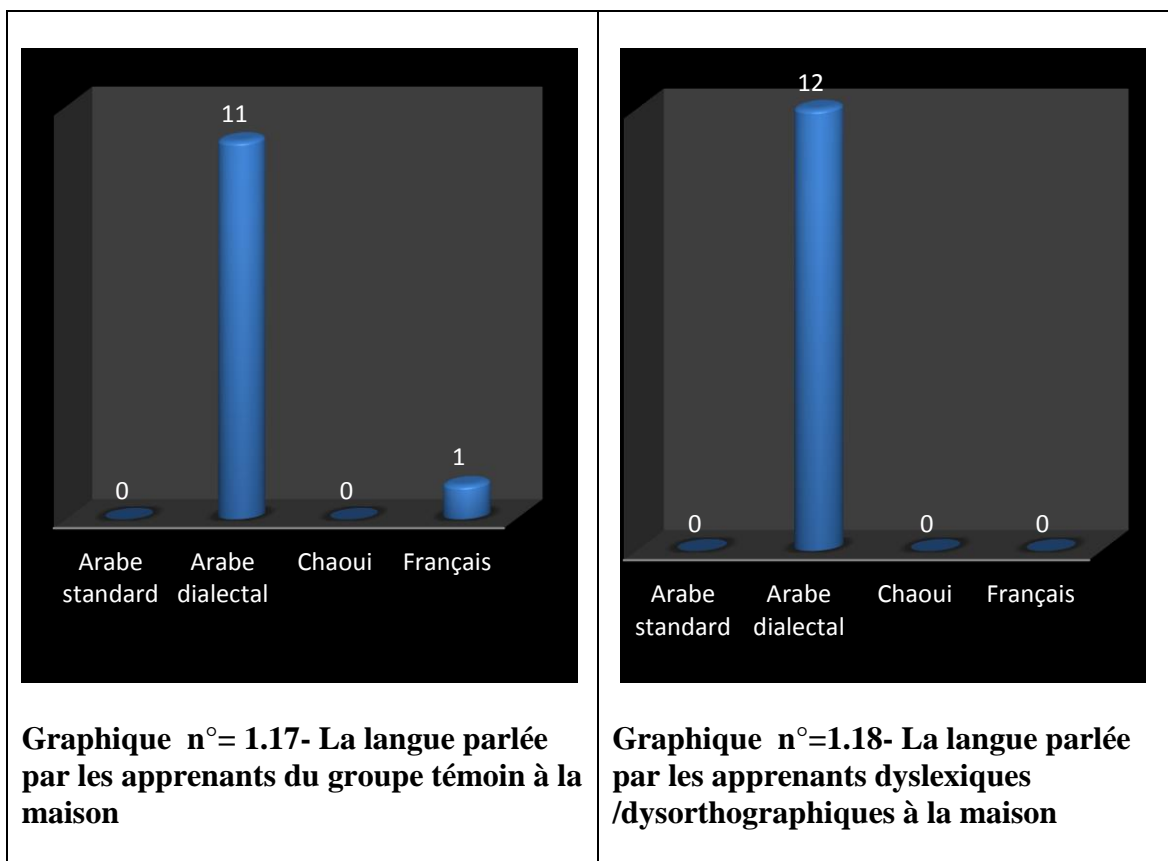 11
1
0
0
Arabe
standard
Arabe
dialectal
Chaoui
Français
Graphique n°= 1.17- La langue parlée
par les apprenants du groupe témoin à la
maison
12
0
0
0
Arabe
standard
Arabe
dialectal
Chaoui
Français
Graphique n°=1.18- La langue parlée
par les apprenants dyslexiques
/dysorthographiques à la maison